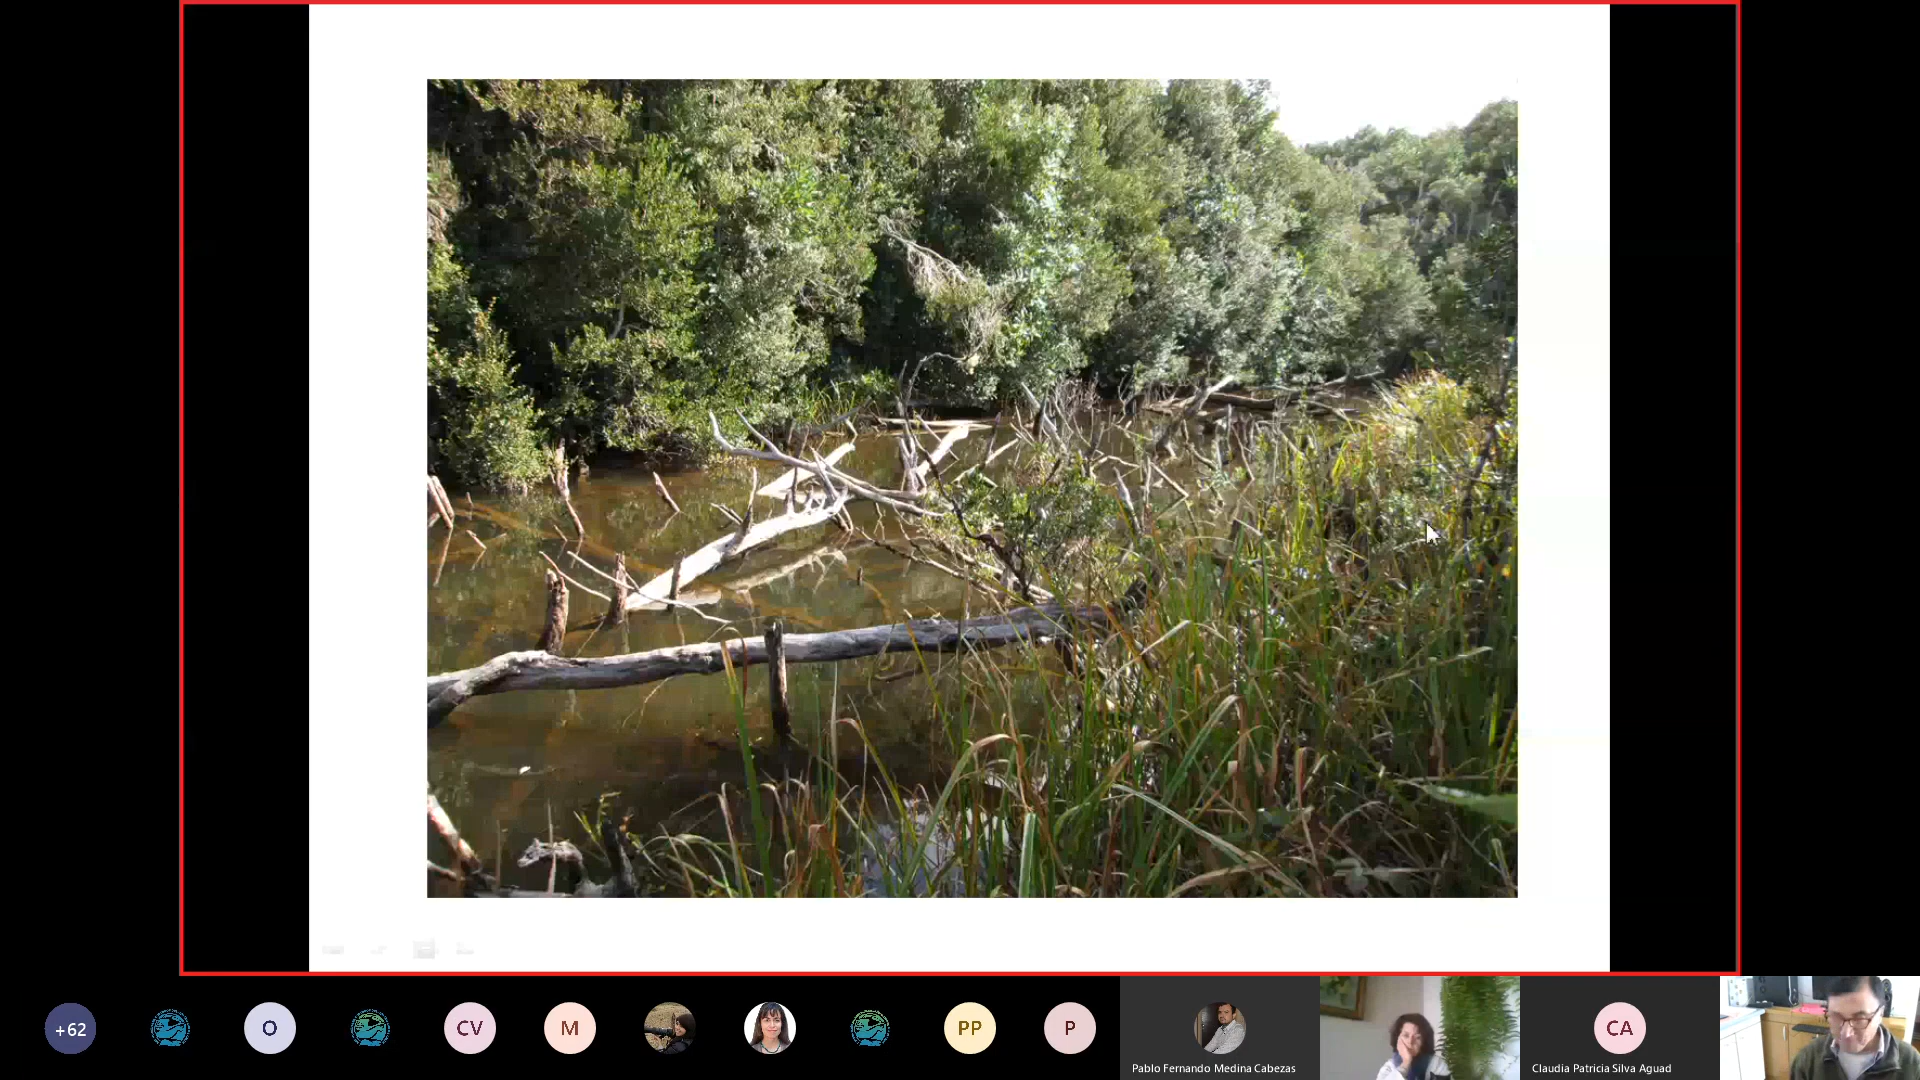 +62
O
CV
M
PP
P
Pablo Fernando Medina Cabezas
CA
Claudia Patricia Silva Aguad